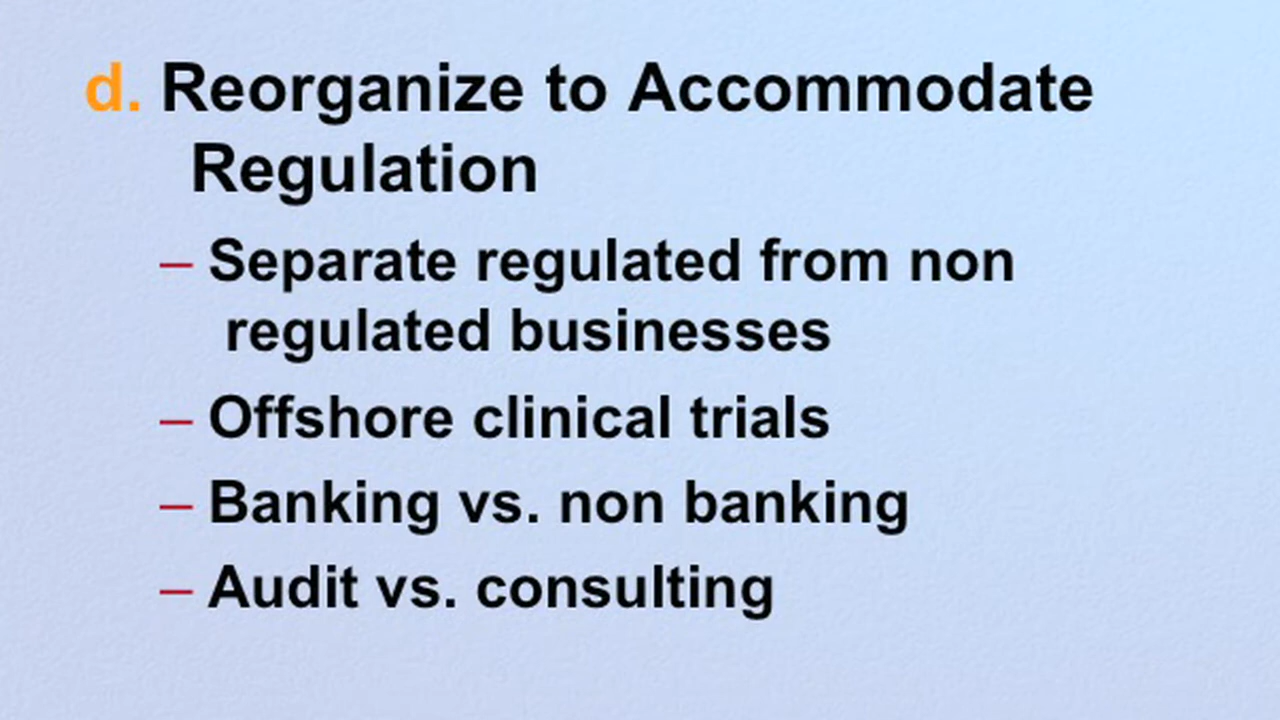 d. Reorganize to Accommodate
Regulation
– Separate regulated from non
regulated businesses
– Offshore clinical trials
– Banking vs. non banking
– Audit vs. consulting